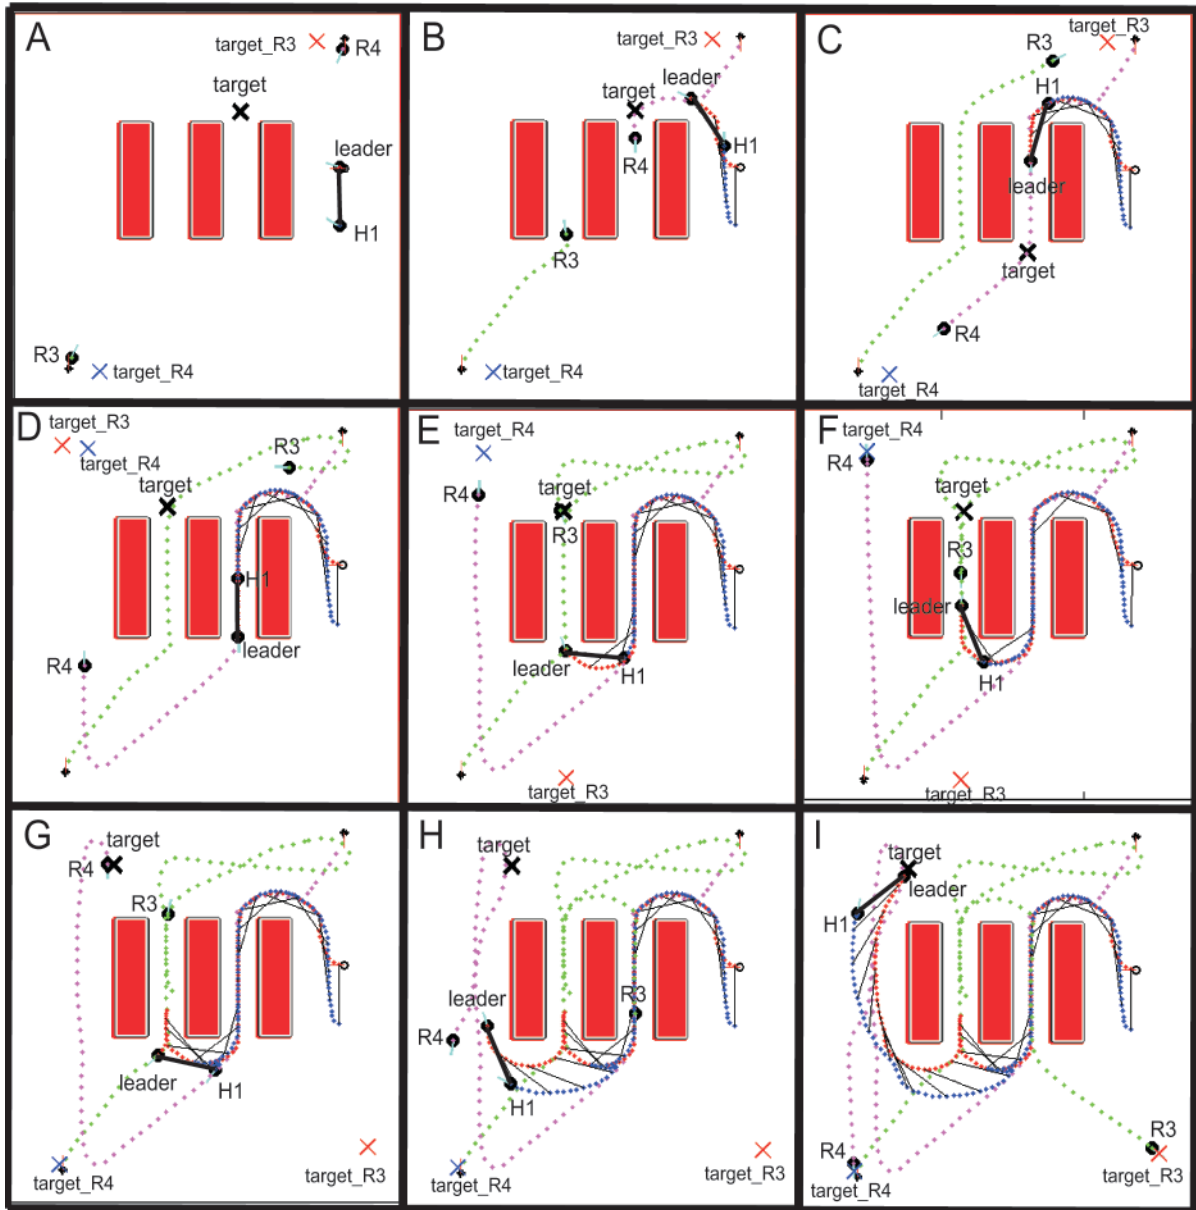 A
target_R3
R4
target
leader
H1
R3
target_R4
B
target_R3
leader
target
R4
H1
R3
target_R4
C
target_R3
R3
H1
leader
target
R4
target_R4
D
target_R3
target_R4
R3
target
H1
leader
R4
E
target_R4
R4
target
R3
leader
H1
target_R3
F
target_R4
R4
target
R3
leader
H1
target_R3
G
target
R4
R3
leader
H1
target_R3
target_R4
H
target
leader
R3
R4
H1
target_R3
target_R4
I
target
leader
H1
R3
R4
target_R3
target_R4